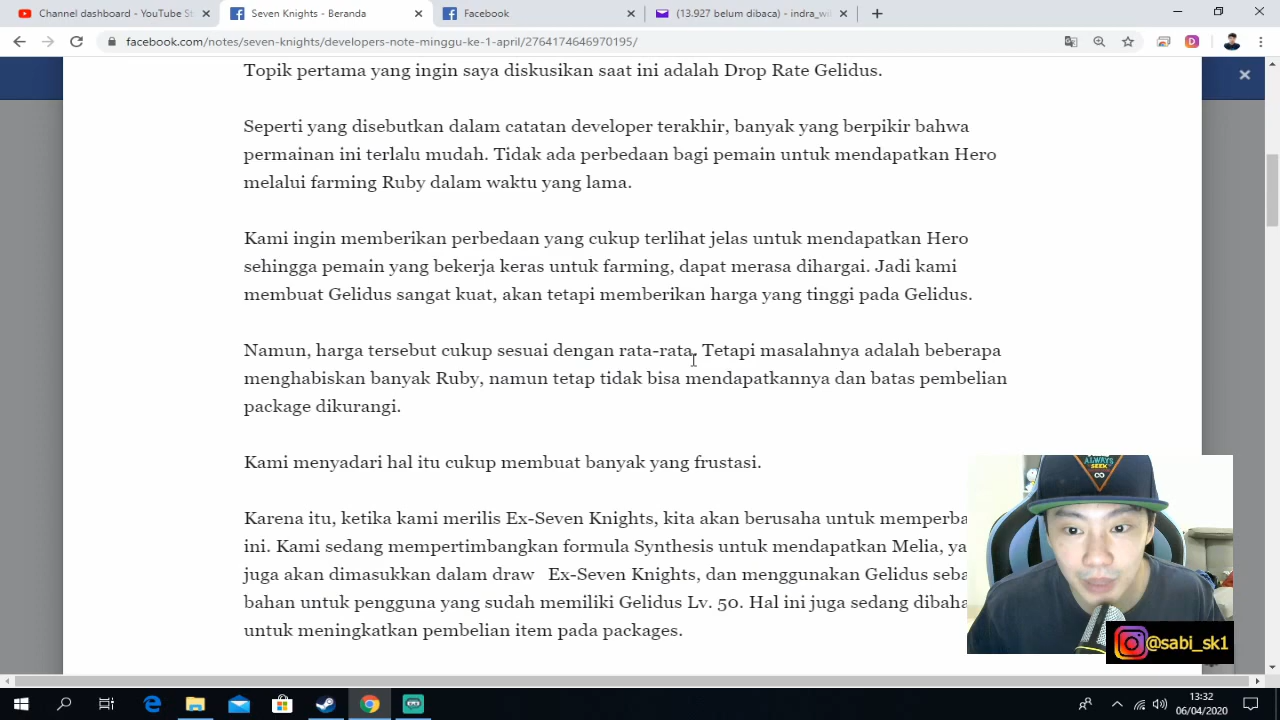 Channel dashboard - YouTube St
Seven Knights - Beranda
Facebook
(13.927 belum dibaca) - indra_wi
facebook.com/notes/seven-knights/developers-note-minggu-ke-1-april/2764174646970195/
Topik pertama yang ingin saya diskusikan saat ini adalah Drop Rate Gelidus.
Seperti yang disebutkan dalam catatan developer terakhir, banyak yang berpikir bahwa
permainan ini terlalu mudah. Tidak ada perbedaan bagi pemain untuk mendapatkan Hero
melalui farming Ruby dalam waktu yang lama.
Kami ingin memberikan perbedaan yang cukup terlihat jelas untuk mendapatkan Hero
sehingga pemain yang bekerja keras untuk farming, dapat merasa dihargai. Jadi kami
membuat Gelidus sangat kuat, akan tetapi memberikan harga yang tinggi pada Gelidus.
Namun, harga tersebut cukup sesuai dengan rata-rata. Tetapi masalahnya adalah beberapa
menghabiskan banyak Ruby, namun tetap tidak bisa mendapatkannya dan batas pembelian
package dikurangi.
Kami menyadari hal itu cukup membuat banyak yang frustasi.
Karena itu, ketika kami merilis Ex-Seven Knights, kita akan berusaha untuk memperba
ini. Kami sedang mempertimbangkan formula Synthesis untuk mendapatkan Melia, ya
juga akan dimasukkan dalam draw Ex-Seven Knights, dan menggunakan Gelidus seba
bahan untuk pengguna yang sudah memiliki Gelidus Lv. 50. Hal ini juga sedang dibaha
untuk meningkatkan pembelian item pada packages.
ALWAYS
SEEK
@sabi_sk1
13:32
06/04/2020